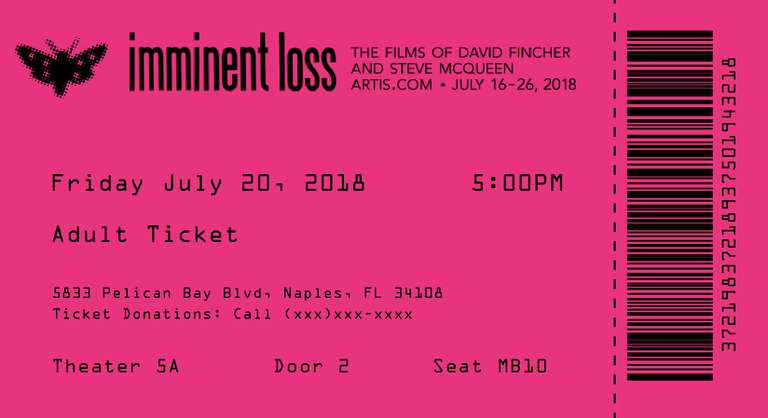 imminent loss
THE FILMS OF DAVID FINCHER
AND STEVE MCQUEEN
ARTIS.COM • JULY 16-26, 2018
Friday July 20, 2018
5:00PM
Adult Ticket
5833 Pelican Bay Blvd, Naples, FL 34108
Ticket Donations: Call (xxx)xxx-xxxx
Theater 5A
Door 2
Seat MB10